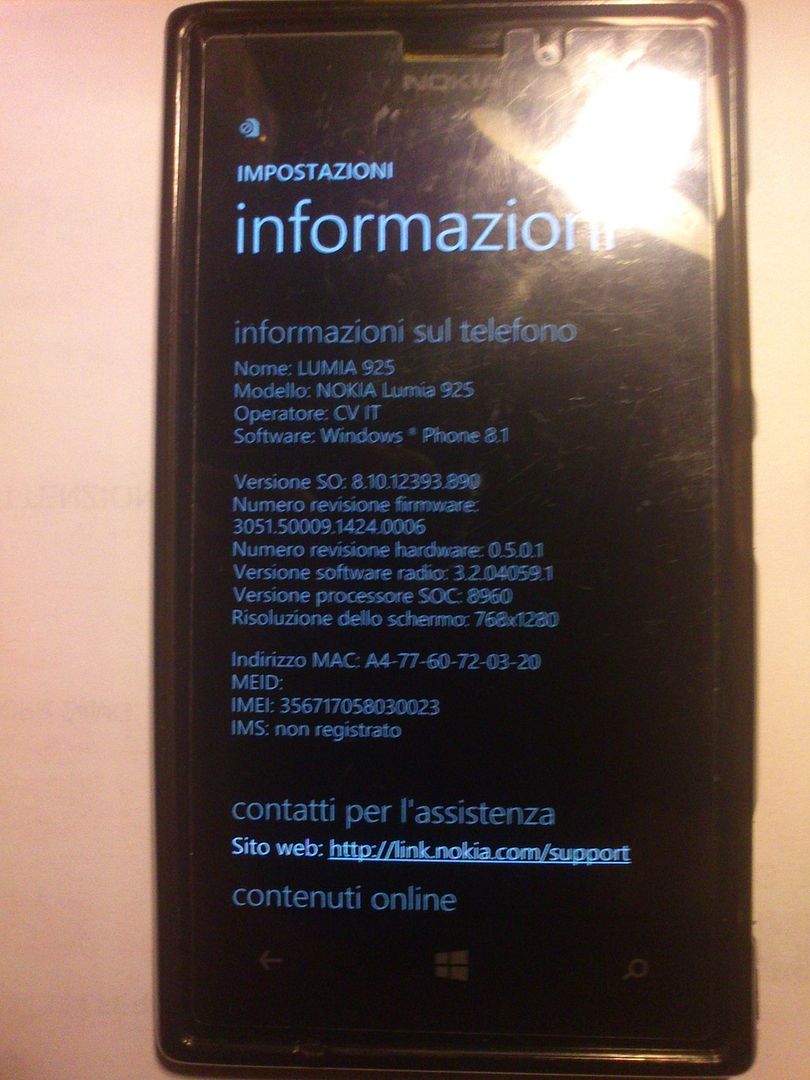 NOKIA
IMPOSTAZIONI
informazioni
informazioni sul telefono
Nome: LUMIA 925
Modello: NOKIA Lumia 925
Operatore: CV IT
Software: Windows ® Phone 8.1
Versione SO: 8.10.12393.890
Numero revisione firmware:
3051.50009.1424.0006
Numero revisione hardware: 0.5.0.1
Versione software radio: 3.2.04059.1
Versione processore SOC: 8960
Risoluzione dello schermo: 768x1280
Indirizzo MAC: A4-77-60-72-03-20
MEID:
IMEI: 356717058030023
IMS: non registrato
contatti per l'assistenza
Sito web: http://link.nokia.com/support
contenuti online